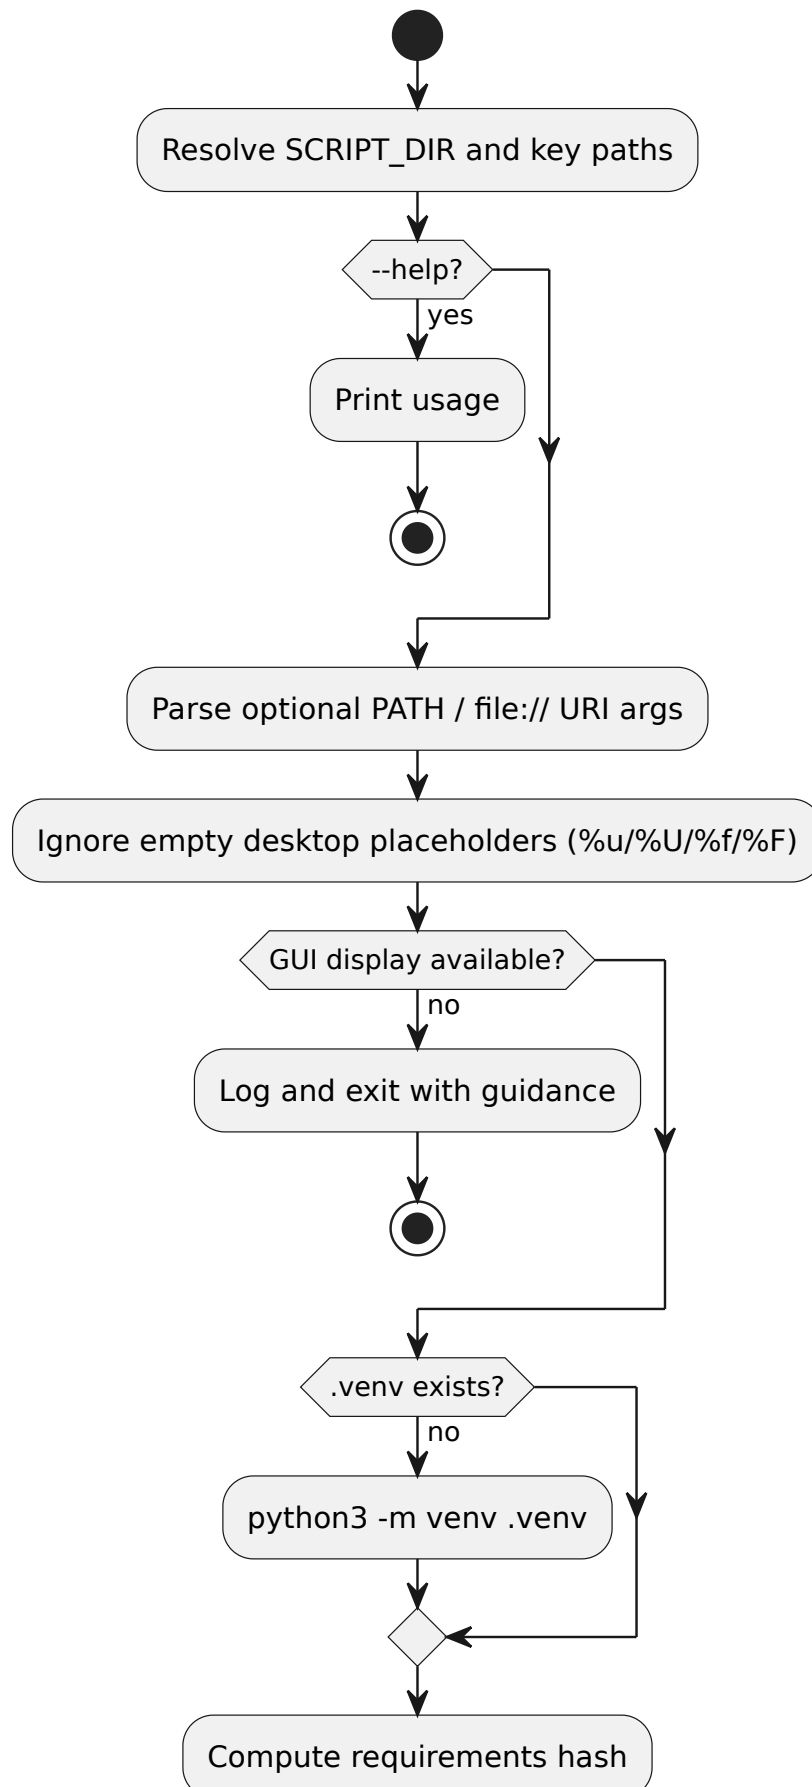 Resolve SCRIPT_DIR and key paths
--help?
yes
Print usage
Parse optional PATH / file:// URI args
Ignore empty desktop placeholders (%u/%U/%f/%F)
GUI display available?
no
Log and exit with guidance
.venv exists?
no
python3 -m venv .venv
Compute requirements hash